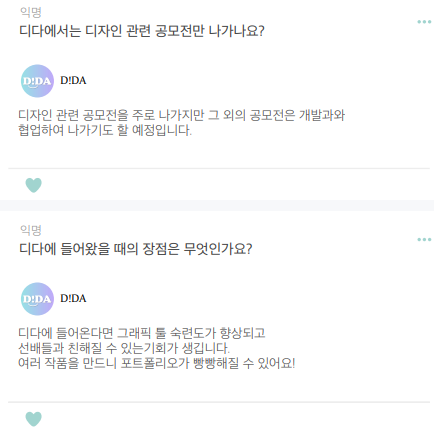 익명
디다에서는 디자인 관련 공모전만 나가나요?
D!DA
D!DA
디자인 관련 공모전을 주로 나가지만 그 외의 공모전은 개발과와
협업하여 나가기도 할 예정입니다.
익명
디다에 들어왔을 때의 장점은 무엇인가요?
D!DA
D!DA
디다에 들어온다면 그래픽 툴 숙련도가 향상되고
선배들과 친해질 수 있는기회가 생깁니다.
여러 작품을 만드니 포트폴리오가 빵빵해질 수 있어요!